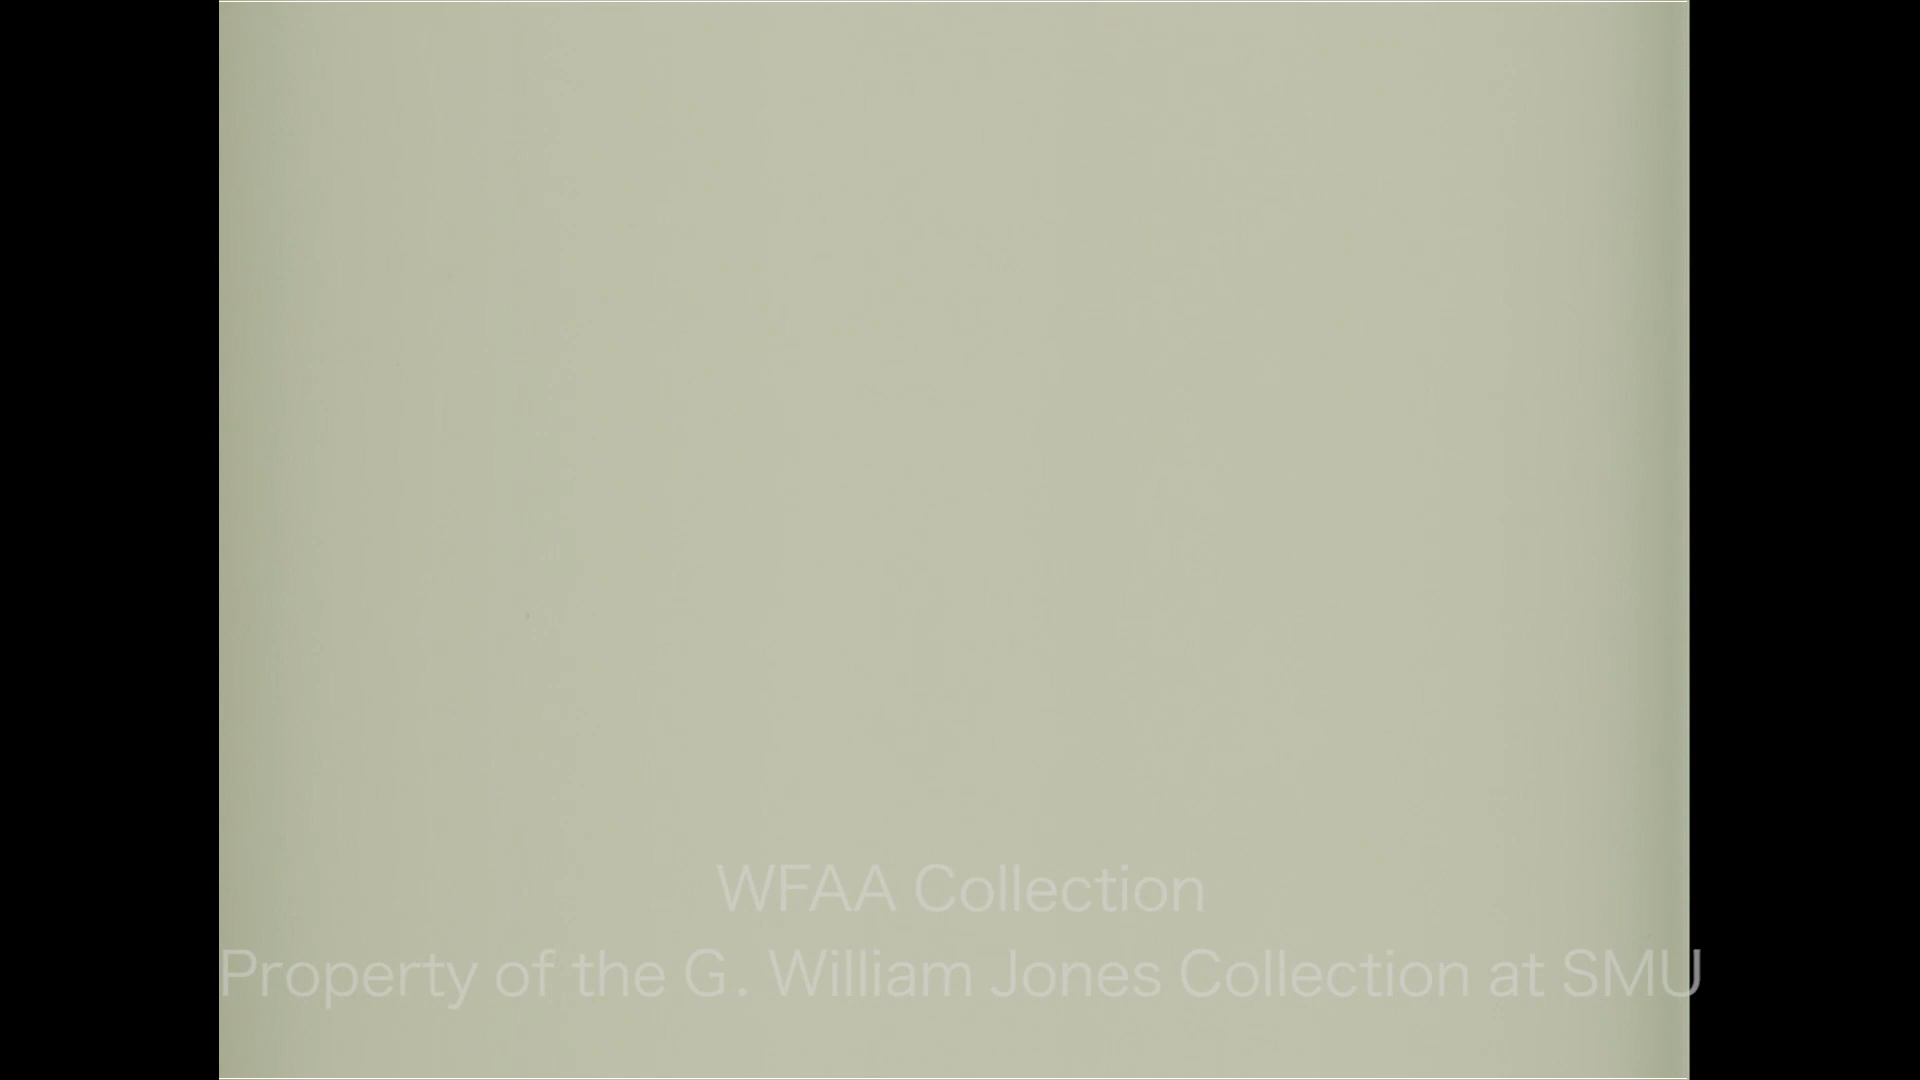 WFAA Collection
Property of the G. William Jones Collection at SMU